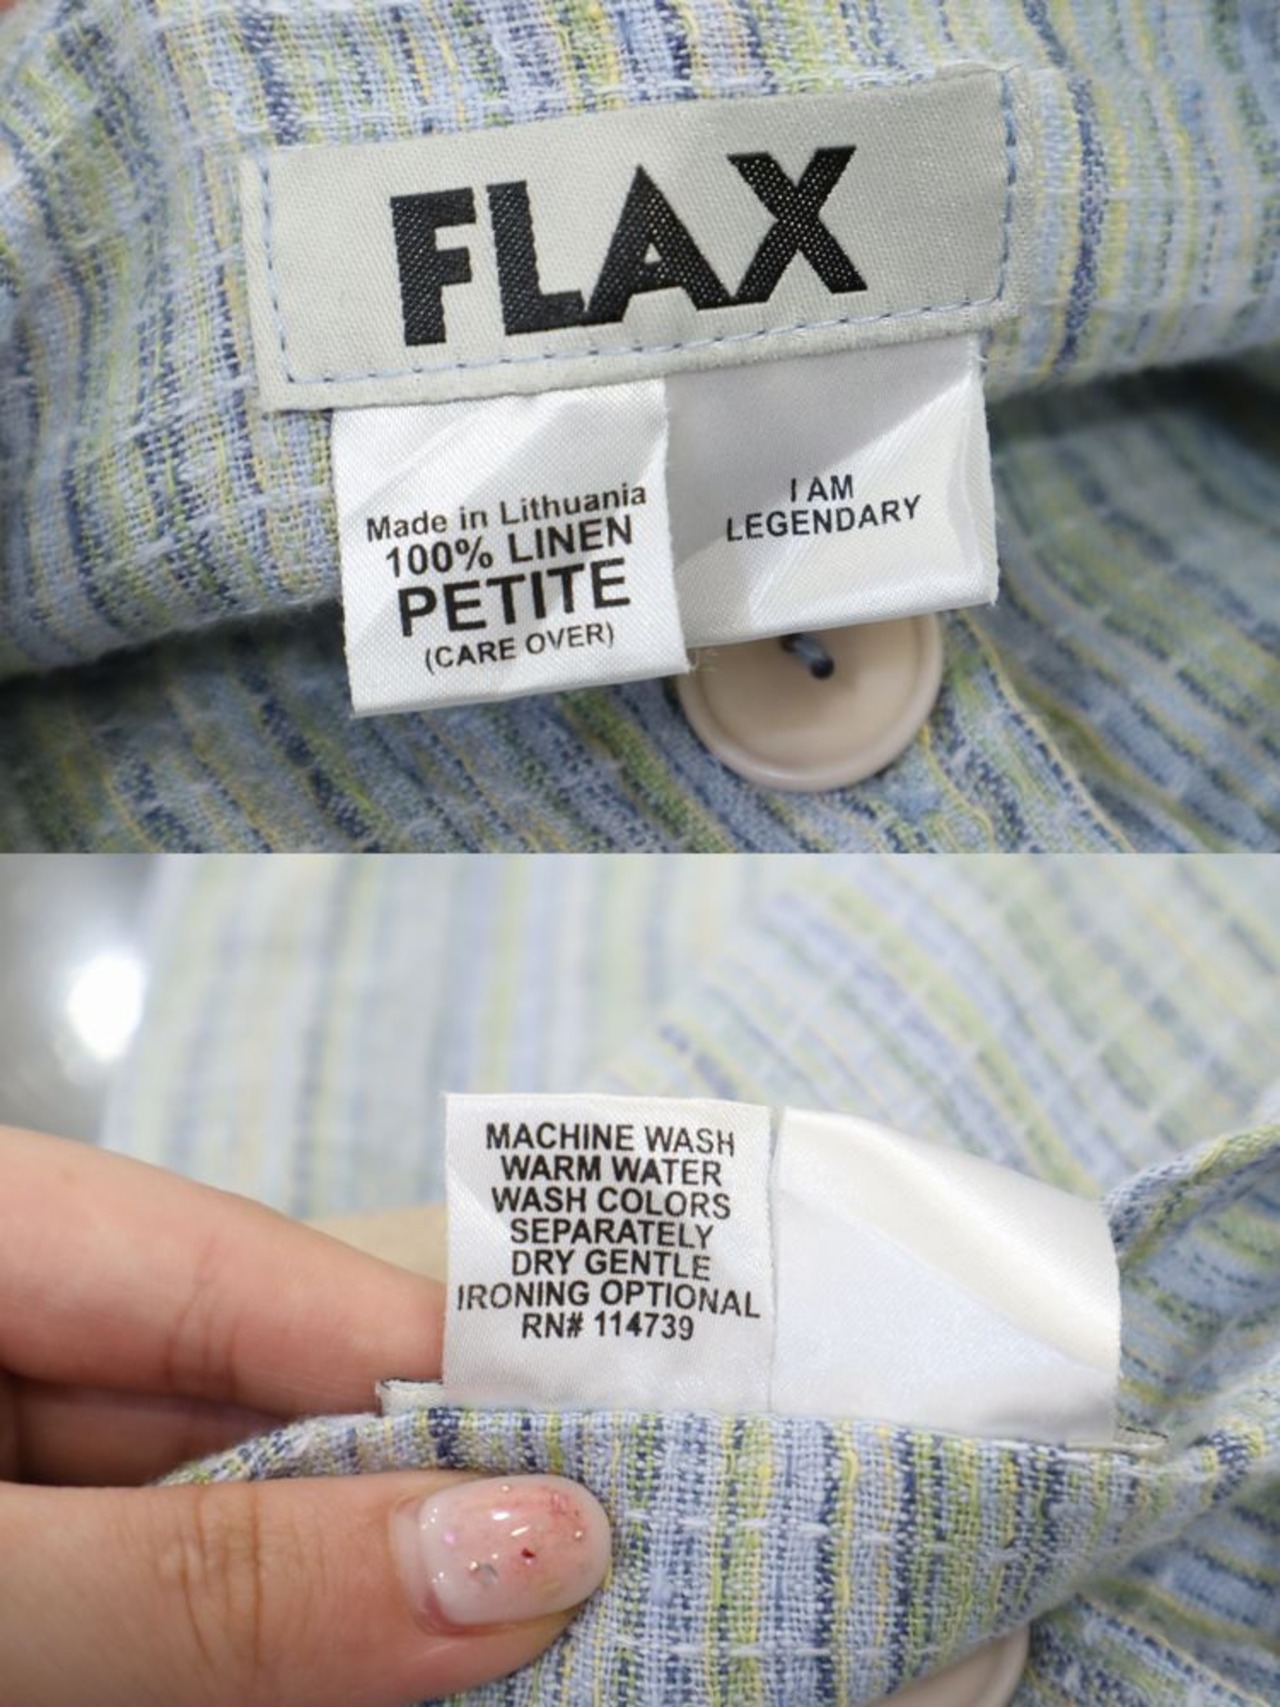 FLAX
Made in Lithuania
100% LINEN
PETITE
(CARE OVER)
I AM
LEGENDARY
MACHINE WASH
WARM WATER
WASH COLORS
SEPARATELY
DRY GENTLE
IRONING OPTIONAL
RN# 114739